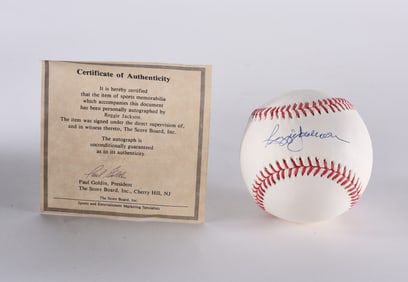 Certificate of Authenticity
It is hereby certified
that the item of sports memorabilia
which accompanies this document
has been personally autographed by
Reggie Jackson.
The item was signed under the direct supervision of,
and in witness thereto, The Score Board, Inc.
The autograph is
unconditionally guaranteed
as to its authenticity.
Paul Goldin
Paul Goldin, President
The Score Board, Inc., Cherry Hill, NJ
The Score Board, Inc.
Sports and Entertainment Marketing Specialists
Reggie Jackson